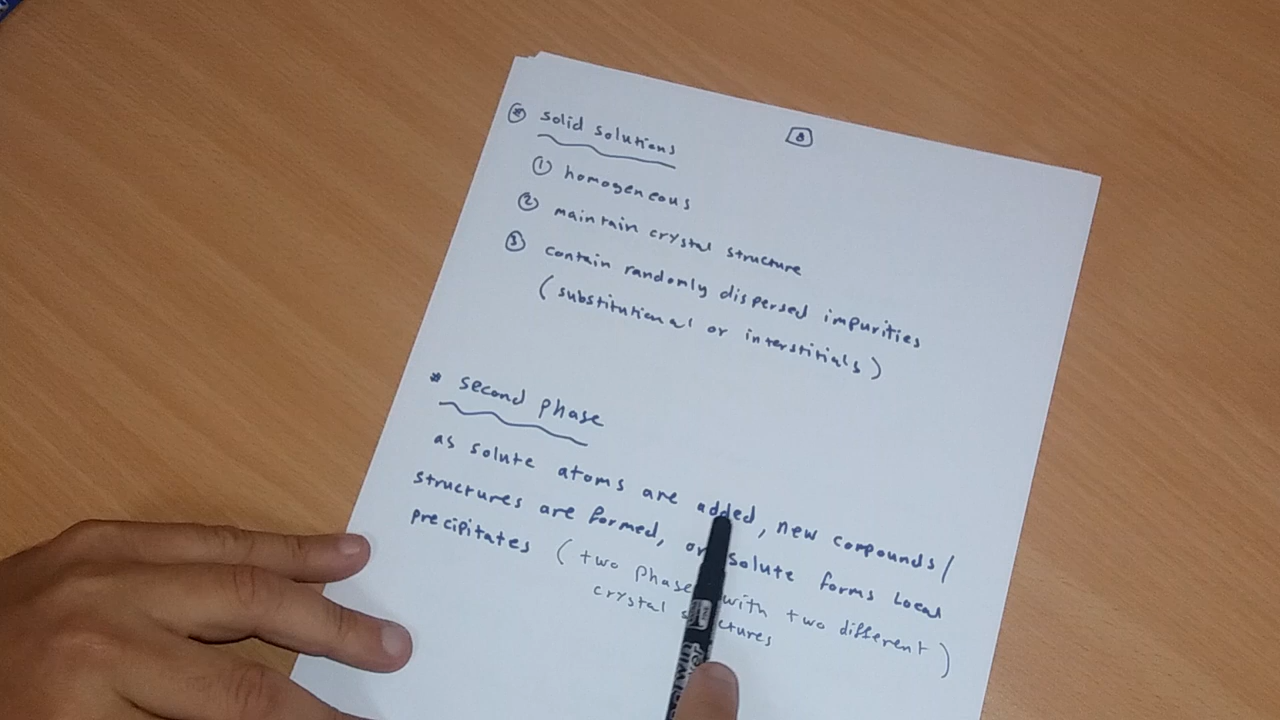 8
* solid solutions
1 homogeneous
2 maintain crystal structure
3 contain randomly dispersed impurities
(substitutional or interstitials)
* second phase
as solute atoms are added, new compounds/
structures are formed, or solute forms local
precipitates (two phase with two different)
crystal